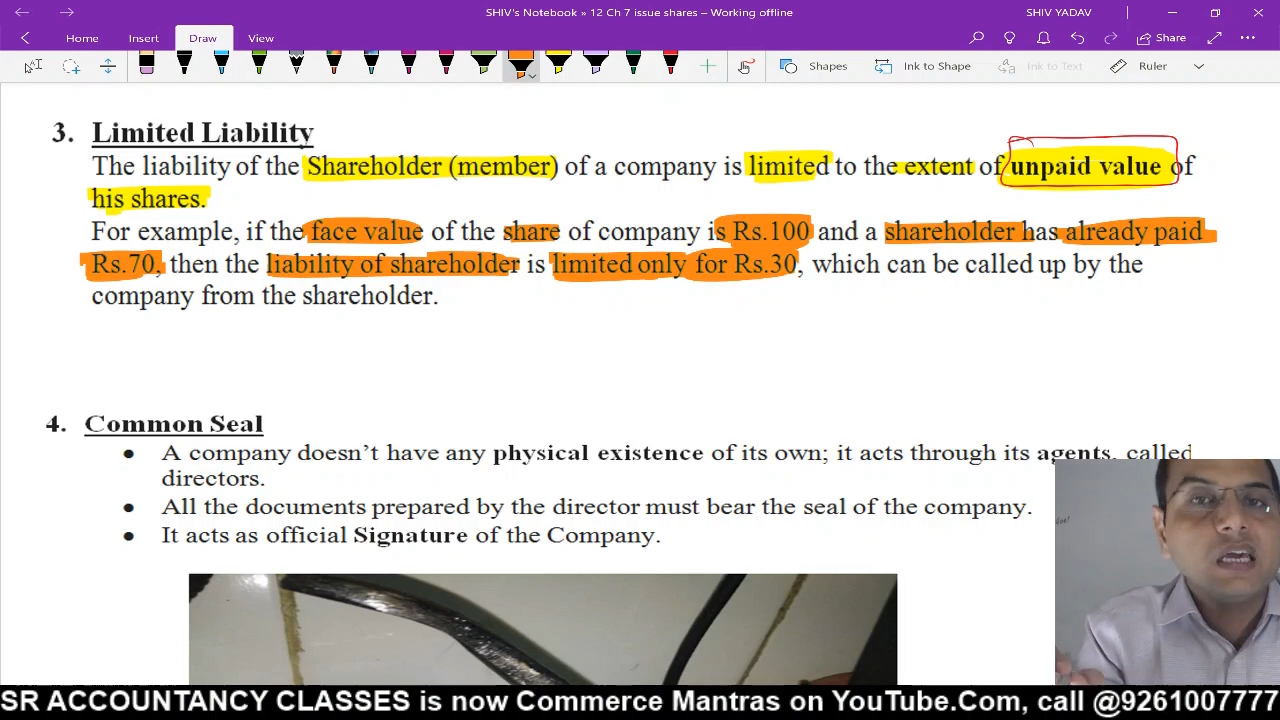 SHIV's Notebook » 12 Ch 7 issue shares – Working offline
SHIV YADAV
Home Insert Draw View
Share
Shapes Ink to Shape Ink to Text Ruler
3. Limited Liability
The liability of the Shareholder (member) of a company is limited to the extent of unpaid value of
his shares.
For example, if the face value of the share of company is Rs.100 and a shareholder has already paid
Rs.70, then the liability of shareholder is limited only for Rs.30, which can be called up by the
company from the shareholder.
4. Common Seal
• A company doesn't have any physical existence of its own; it acts through its agents, called
directors.
• All the documents prepared by the director must bear the seal of the company.
• It acts as official Signature of the Company.
SR ACCOUNTANCY CLASSES is now Commerce Mantras on YouTube.Com, call @9261007777